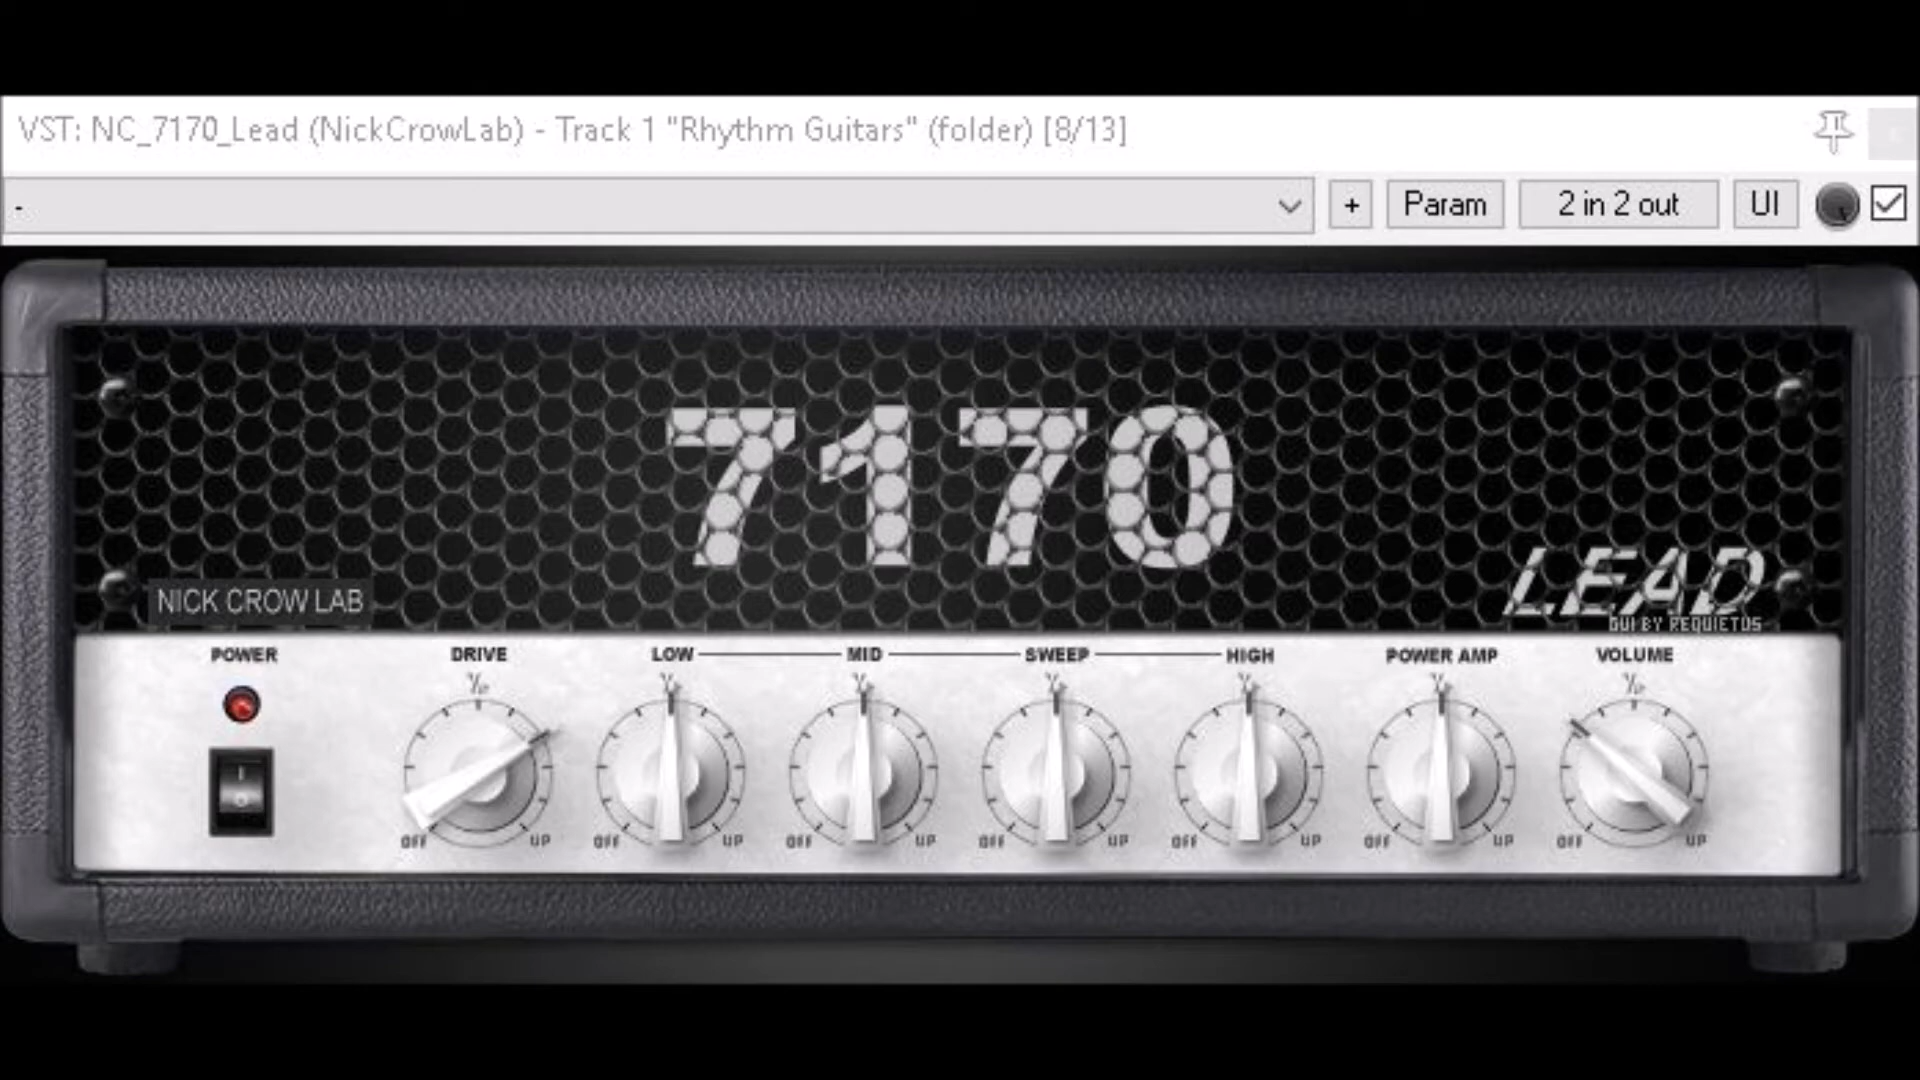 VST: NC_7170_Lead (NickCrowLab) - Track 1 "Rhythm Guitars" (folder) [8/13]
- + Param 2 in 2 out UI
7170
LEAD
NICK CROW LAB
GUI BY REQUIETUS
POWER DRIVE LOW MID SWEEP HIGH POWER AMP VOLUME
I
O
OFF UP OFF UP OFF UP OFF UP OFF UP OFF UP OFF UP